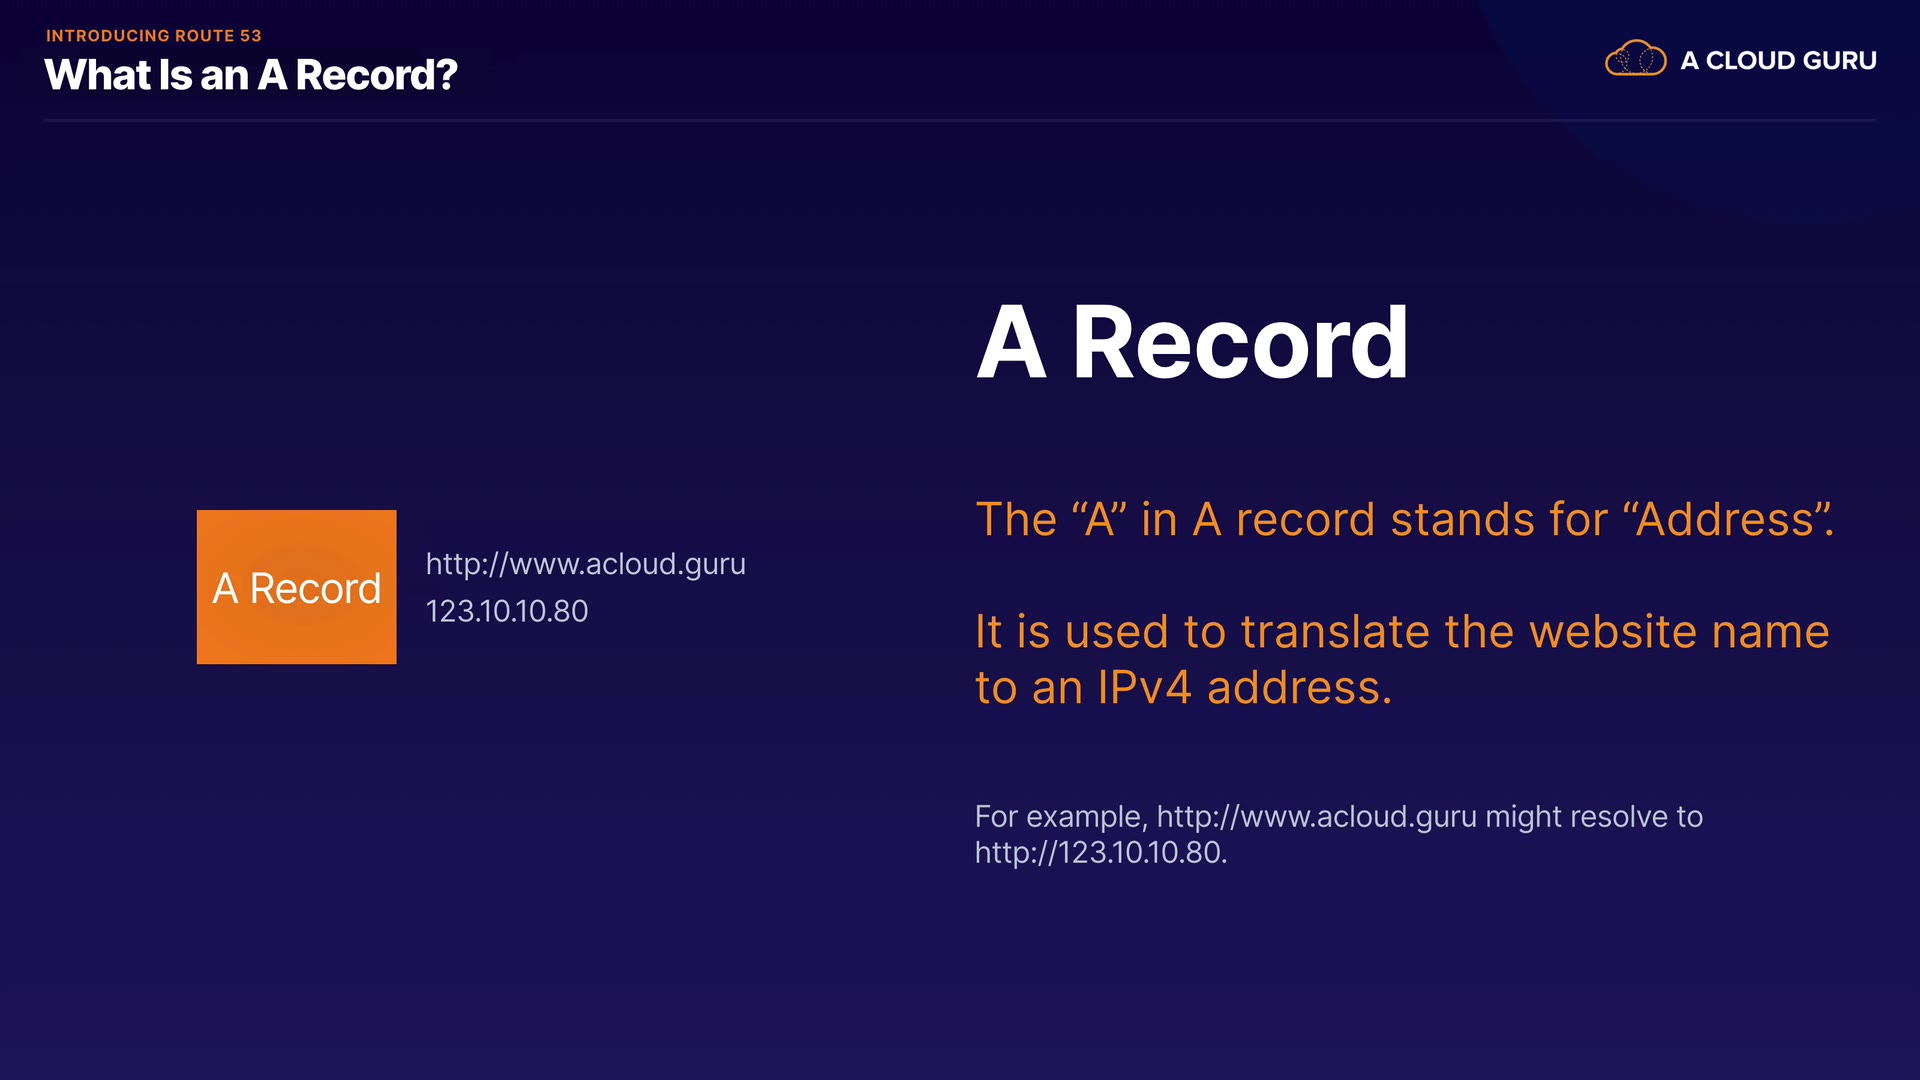 INTRODUCING ROUTE 53
What Is an A Record?
A CLOUD GURU
A Record
http://www.acloud.guru
123.10.10.80
A Record
The “A” in A record stands for “Address”.
It is used to translate the website name
to an IPv4 address.
For example, http://www.acloud.guru might resolve to
http://123.10.10.80.